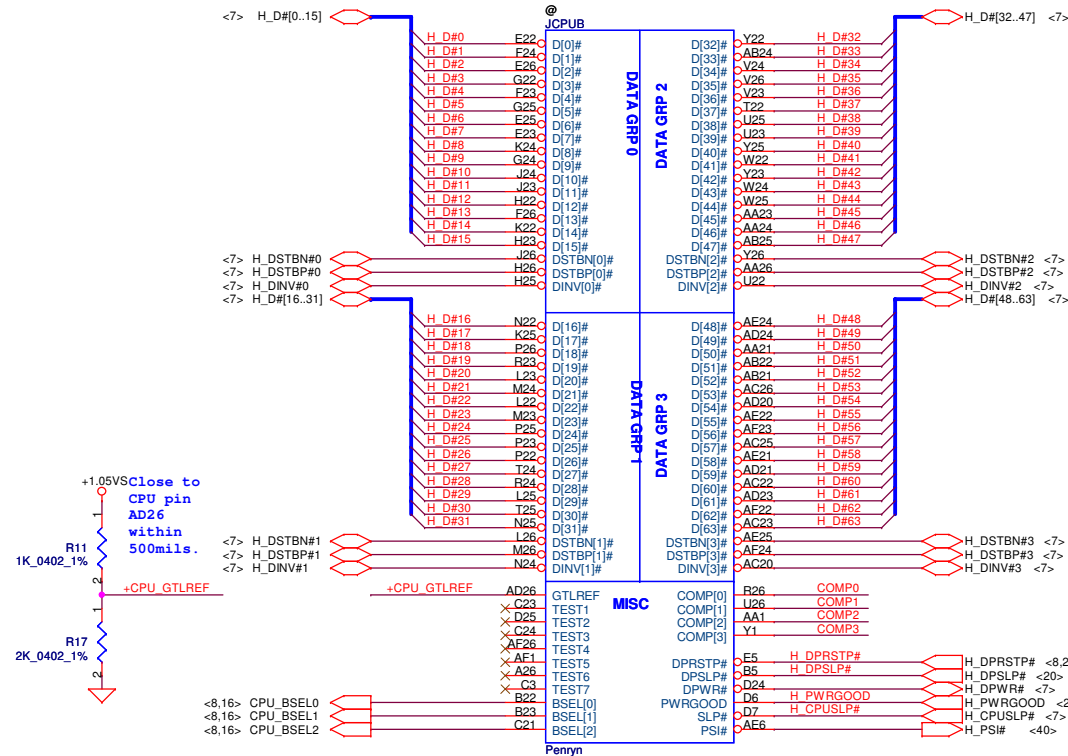 @
JCPUB
<7> H_D#[0..15] H_D#[32..47] <7>
H_D#0 E22 D[0]# D[32]# Y22 H_D#32
H_D#1 F24 D[1]# D[33]# AB24 H_D#33
H_D#2 E26 D[2]# D[34]# V24 H_D#34
H_D#3 G22 D[3]# D[35]# V26 H_D#35
H_D#4 F23 D[4]# D[36]# V23 H_D#36
H_D#5 G25 D[5]# D[37]# T22 H_D#37
H_D#6 E25 D[6]# D[38]# U25 H_D#38
H_D#7 E23 D[7]# D[39]# U23 H_D#39
H_D#8 K24 D[8]# D[40]# Y25 H_D#40
H_D#9 G24 D[9]# D[41]# W22 H_D#41
H_D#10 J24 D[10]# D[42]# Y23 H_D#42
H_D#11 J23 D[11]# D[43]# W24 H_D#43
H_D#12 H22 D[12]# D[44]# W25 H_D#44
H_D#13 F26 D[13]# D[45]# AA23 H_D#45
H_D#14 K22 D[14]# D[46]# AA24 H_D#46
H_D#15 H23 D[15]# D[47]# AB25 H_D#47
DATA GRP 0
DATA GRP 2
<7> H_DSTBN#0 J26 DSTBN[0]# DSTBN[2]# Y26 H_DSTBN#2 <7>
<7> H_DSTBP#0 H26 DSTBP[0]# DSTBP[2]# AA26 H_DSTBP#2 <7>
<7> H_DINV#0 H25 DINV[0]# DINV[2]# U22 H_DINV#2 <7>
<7> H_D#[16..31] H_D#[48..63] <7>
H_D#16 N22 D[16]# D[48]# AE24 H_D#48
H_D#17 K25 D[17]# D[49]# AD24 H_D#49
H_D#18 P26 D[18]# D[50]# AA21 H_D#50
H_D#19 R23 D[19]# D[51]# AB22 H_D#51
H_D#20 L23 D[20]# D[52]# AB21 H_D#52
H_D#21 M24 D[21]# D[53]# AC26 H_D#53
H_D#22 L22 D[22]# D[54]# AD20 H_D#54
H_D#23 M23 D[23]# D[55]# AE22 H_D#55
H_D#24 P25 D[24]# D[56]# AF23 H_D#56
H_D#25 P23 D[25]# D[57]# AC25 H_D#57
H_D#26 P22 D[26]# D[58]# AE21 H_D#58
H_D#27 T24 D[27]# D[59]# AD21 H_D#59
H_D#28 R24 D[28]# D[60]# AC22 H_D#60
H_D#29 L25 D[29]# D[61]# AD23 H_D#61
H_D#30 T25 D[30]# D[62]# AF22 H_D#62
H_D#31 N25 D[31]# D[63]# AC23 H_D#63
DATA GRP 1
DATA GRP 3
<7> H_DSTBN#1 L26 DSTBN[1]# DSTBN[3]# AE25 H_DSTBN#3 <7>
<7> H_DSTBP#1 M26 DSTBP[1]# DSTBP[3]# AF24 H_DSTBP#3 <7>
<7> H_DINV#1 N24 DINV[1]# DINV[3]# AC20 H_DINV#3 <7>
+1.05VS
Close to
CPU pin
AD26
within
500mils.
1
R11
1K_0402_1%
2
+CPU_GTLREF
1
R17
2K_0402_1%
2
MISC
+CPU_GTLREF AD26 GTLREF COMP[0] R26 COMP0
C23 TEST1 COMP[1] U26 COMP1
D25 TEST2 COMP[2] AA1 COMP2
C24 TEST3 COMP[3] Y1 COMP3
AF26 TEST4
AF1 TEST5 DPRSTP# E5 H_DPRSTP# H_DPRSTP# <8,2
A26 TEST6 DPSLP# B5 H_DPSLP# H_DPSLP# <20>
C3 TEST7 DPWR# D24 H_DPWR# <7>
<8,16> CPU_BSEL0 B22 BSEL[0] PWRGOOD D6 H_PWRGOOD H_PWRGOOD <2
<8,16> CPU_BSEL1 B23 BSEL[1] SLP# D7 H_CPUSLP# H_CPUSLP# <7>
<8,16> CPU_BSEL2 C21 BSEL[2] PSI# AE6 H_PSI# <40>
Penryn